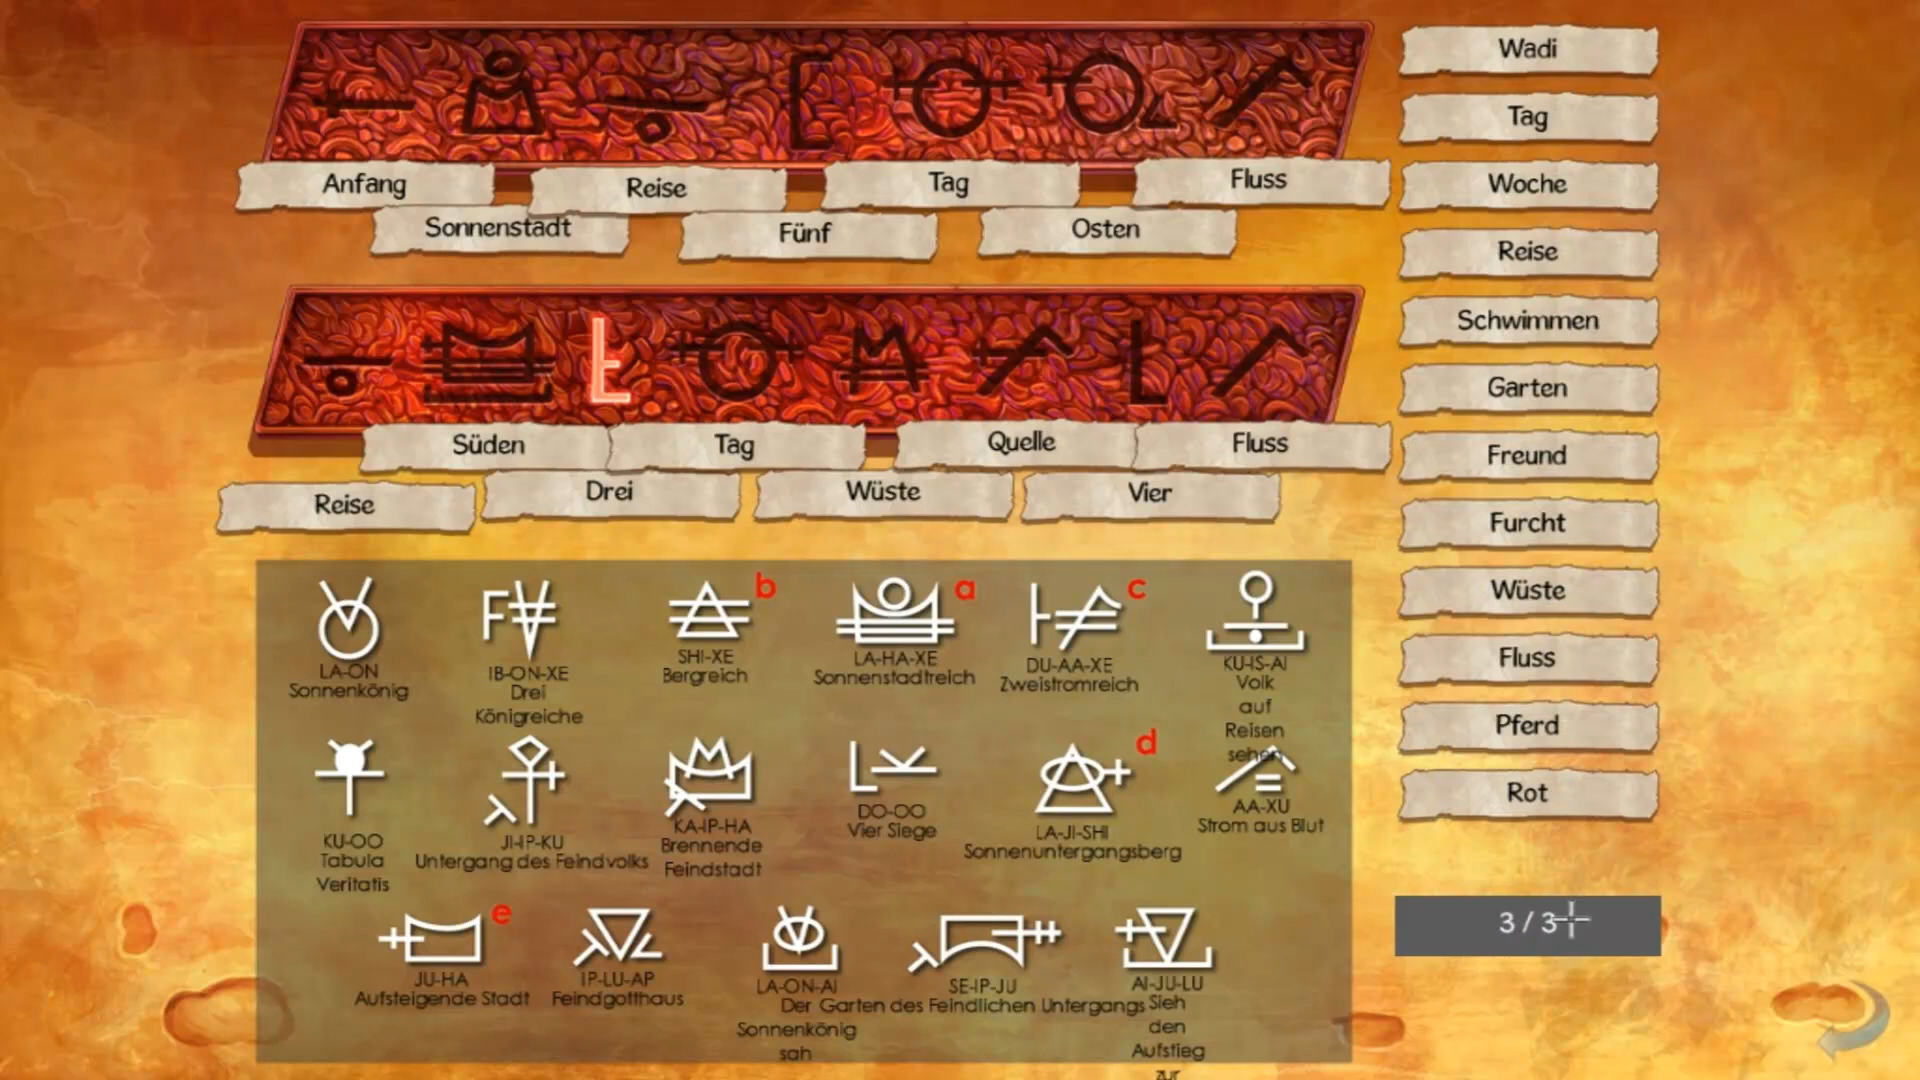 Anfang
Reise
Tag
Fluss
Sonnenstadt
Fünf
Osten
Süden
Tag
Quelle
Fluss
Reise
Drei
Wüste
Vier
Wadi
Tag
Woche
Reise
Schwimmen
Garten
Freund
Furcht
Wüste
Fluss
Pferd
Rot
3 / 3
LA-ON
Sonnenkönig
IB-ON-XE
Drei
Königreiche
b
SHI-XE
Bergreich
a
LA-HA-XE
Sonnenstadtreich
c
DU-AA-XE
Zweistromreich
KU-IS-AI
Volk
auf
Reisen
sehen
KU-OO
Tabula
Veritatis
JI-IP-KU
Untergang des Feindvolks
KA-IP-HA
Brennende
Feindstadt
DO-OO
Vier Siege
d
LA-JI-SHI
Sonnenuntergangsberg
AA-XU
Strom aus Blut
e
JU-HA
Aufsteigende Stadt
IP-LU-AP
Feindgotthaus
LA-ON-AI
Sonnenkönig
sah
SE-IP-JU
Der Garten des Feindlichen Untergangs
AI-JU-LU
Sieh
den
Aufstieg
zur